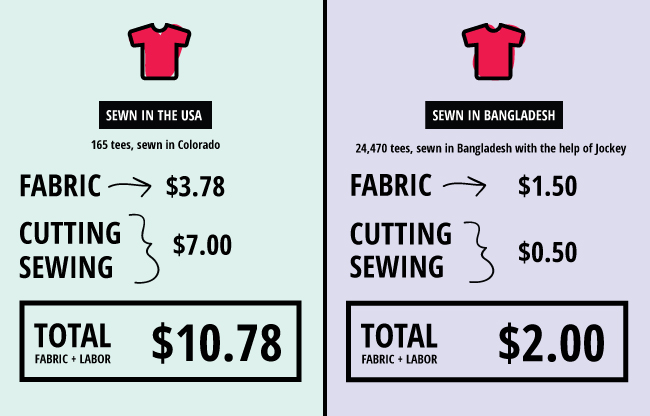 SEWN IN THE USA
165 tees, sewn in Colorado
FABRIC $3.78
CUTTING
SEWING
$7.00
TOTAL
FABRIC + LABOR
$10.78
SEWN IN BANGLADESH
24,470 tees, sewn in Bangladesh with the help of Jockey
FABRIC $1.50
CUTTING
SEWING
$0.50
TOTAL
FABRIC + LABOR
$2.00